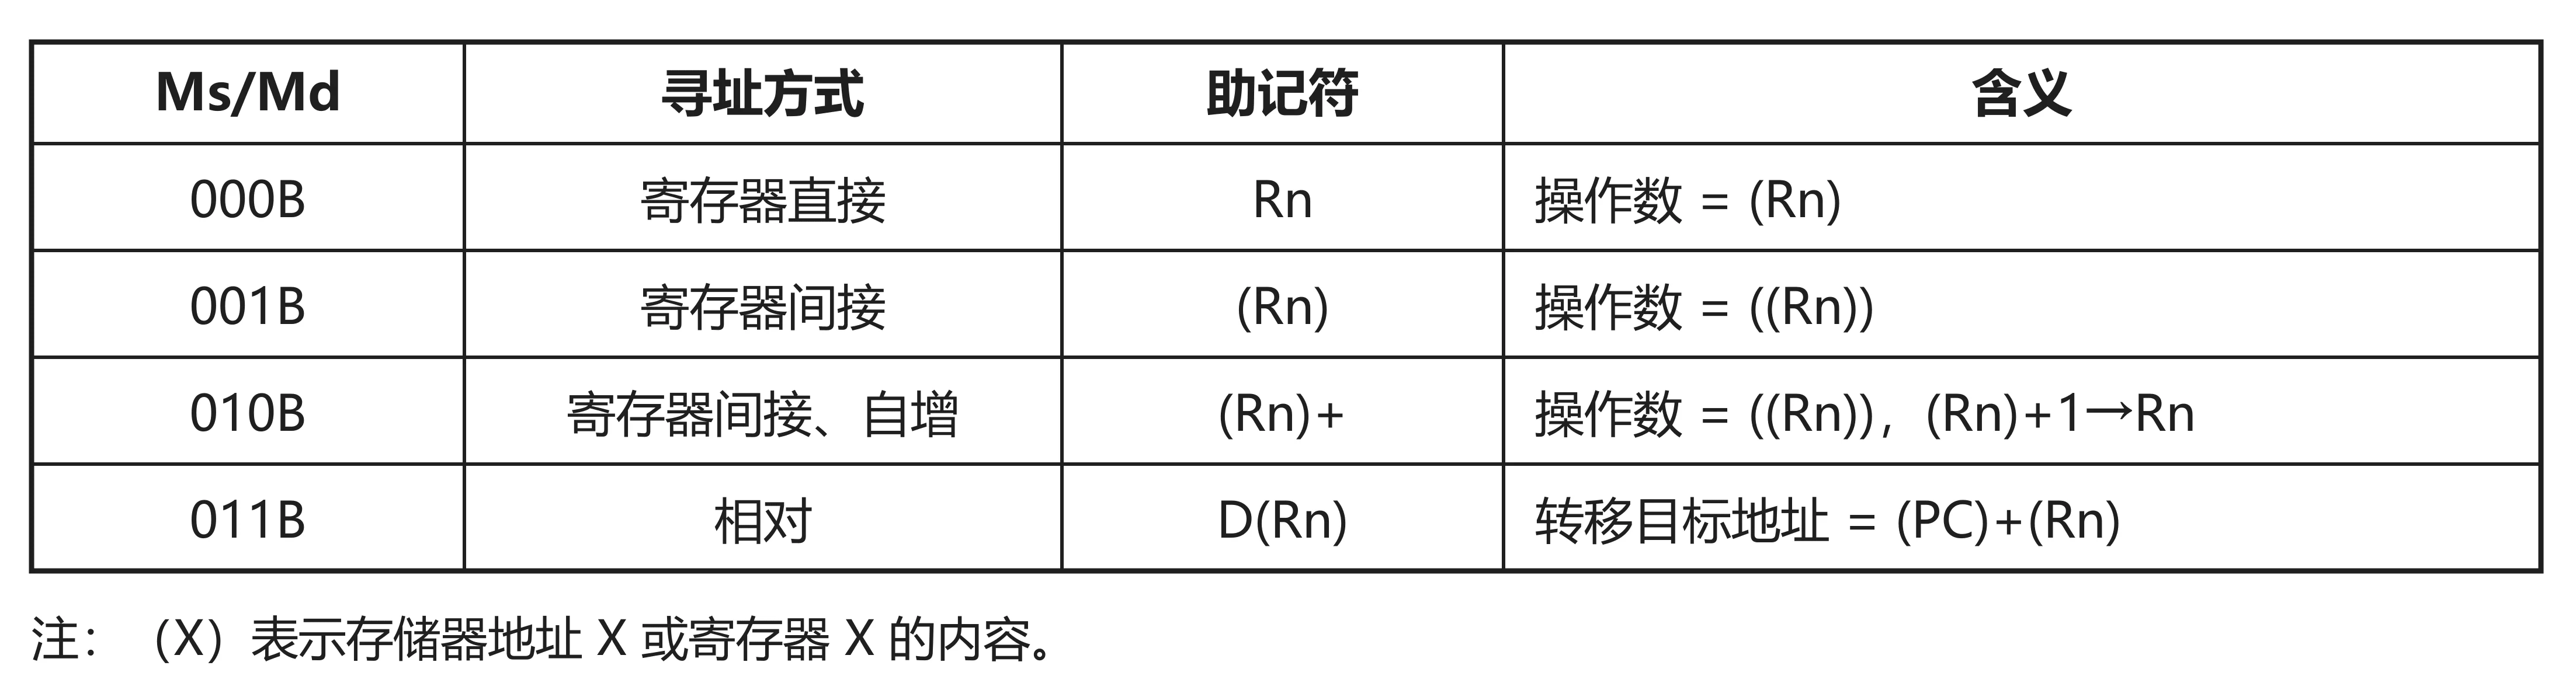 Ms/Md 寻址方式 助记符 含义
000B 寄存器直接 Rn 操作数 = (Rn)
001B 寄存器间接 (Rn) 操作数 = ((Rn))
010B 寄存器间接、自增 (Rn)+ 操作数 = ((Rn)), (Rn)+1→Rn
011B 相对 D(Rn) 转移目标地址 = (PC)+(Rn)
注：（X）表示存储器地址 X 或寄存器 X 的内容。